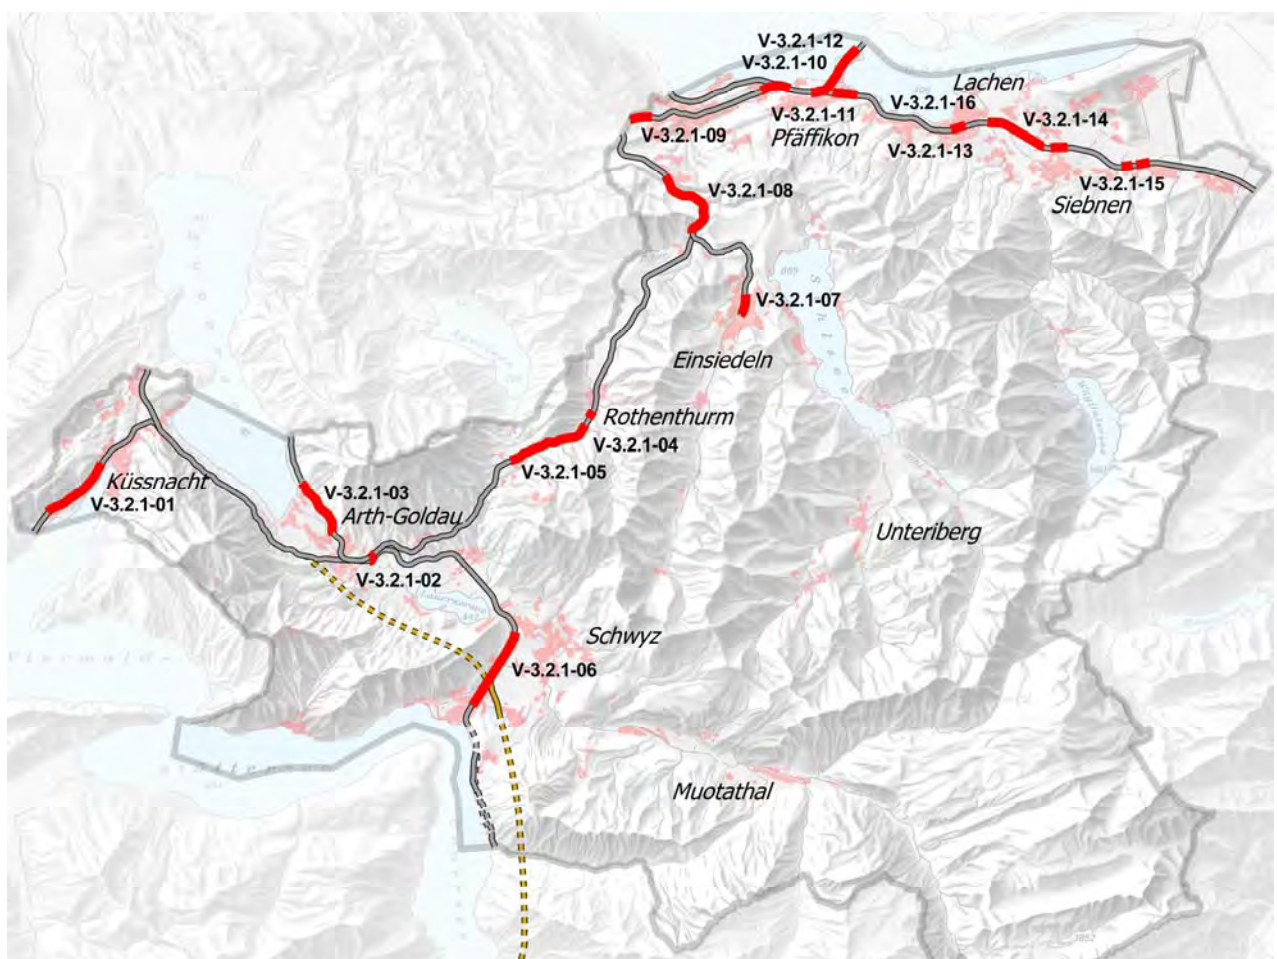 V-3.2.1-12
V-3.2.1-10
Lachen
V-3.2.1-16
V-3.2.1-14
V-3.2.1-11
V-3.2.1-09
Pfäffikon
V-3.2.1-13
V-3.2.1-15
V-3.2.1-08
Siebnen
V-3.2.1-07
Einsiedeln
Rothenthurm
V-3.2.1-04
V-3.2.1-05
Küssnacht
V-3.2.1-03
V-3.2.1-01
Arth-Goldau
Unteriberg
V-3.2.1-02
Schwyz
V-3.2.1-06
Muotathal